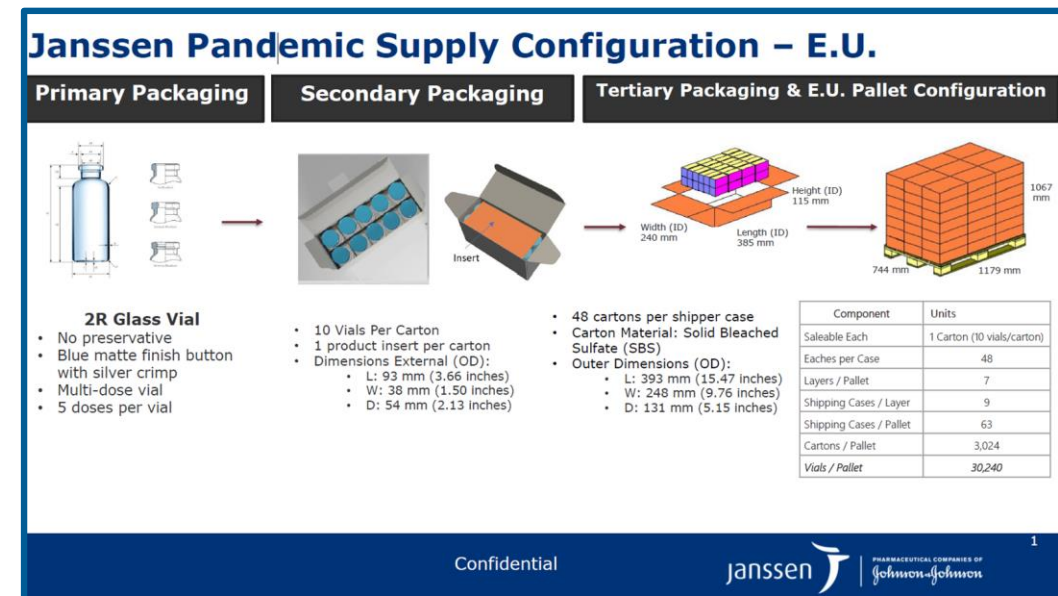 Janssen Pandemic Supply Configuration – E.U.
Primary Packaging
Secondary Packaging
Tertiary Packaging & E.U. Pallet Configuration
Insert
Height (ID)
115 mm
Width (ID)
240 mm
Length (ID)
385 mm
1067
mm
744 mm
1179 mm
2R Glass Vial
• No preservative
• Blue matte finish button
with silver crimp
• Multi-dose vial
• 5 doses per vial
• 10 Vials Per Carton
• 1 product insert per carton
• Dimensions External (OD):
• L: 93 mm (3.66 inches)
• W: 38 mm (1.50 inches)
• D: 54 mm (2.13 inches)
• 48 cartons per shipper case
• Carton Material: Solid Bleached
Sulfate (SBS)
• Outer Dimensions (OD):
• L: 393 mm (15.47 inches)
• W: 248 mm (9.76 inches)
• D: 131 mm (5.15 inches)
Component Units
Saleable Each 1 Carton (10 vials/carton)
Eaches per Case 48
Layers / Pallet 7
Shipping Cases / Layer 9
Shipping Cases / Pallet 63
Cartons / Pallet 3,024
Vials / Pallet 30,240
Confidential
janssen
PHARMACEUTICAL COMPANIES OF
Johnson & Johnson
1